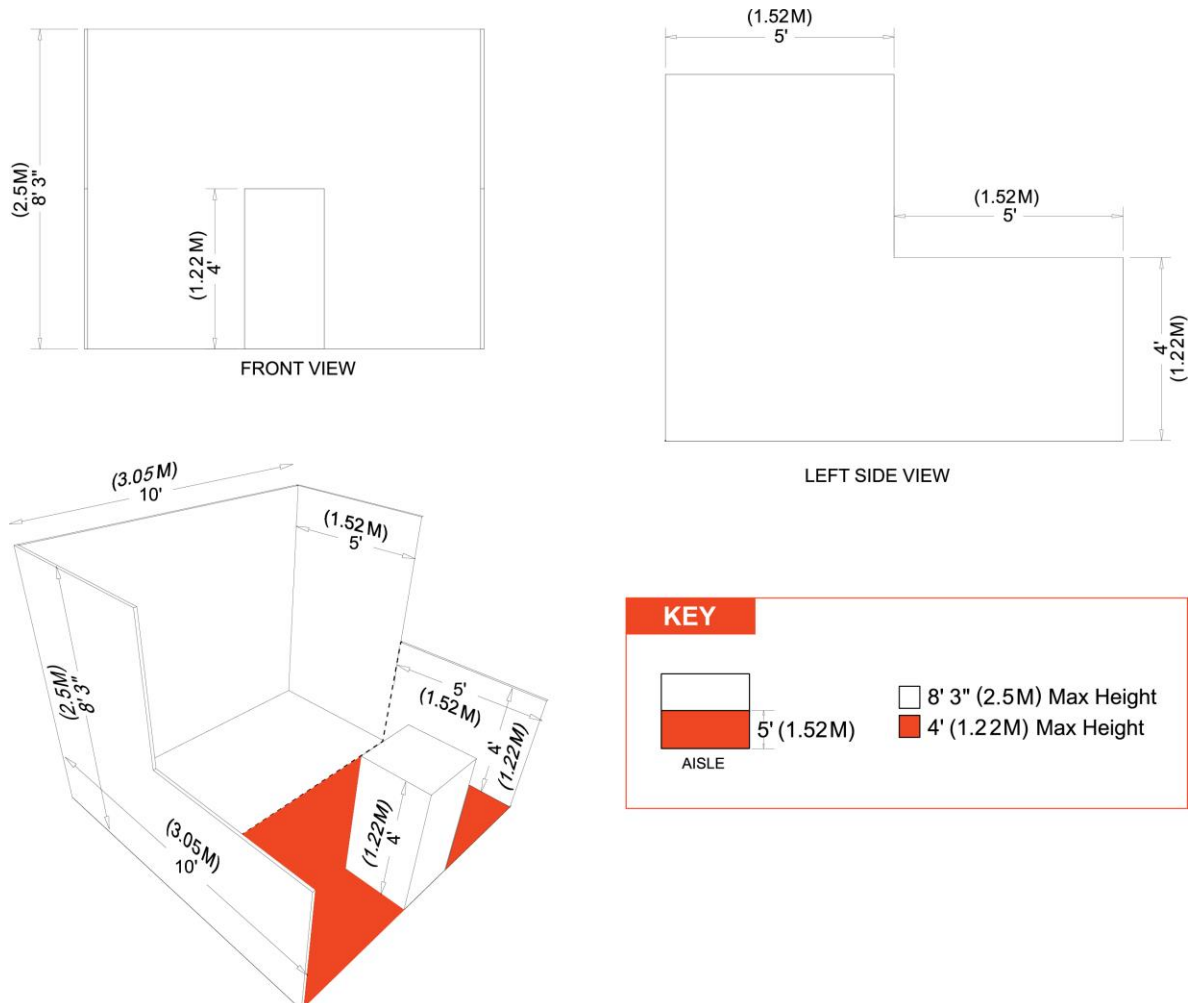 (2.5M)
8' 3"
(1.22M)
4'
FRONT VIEW
(1.52M)
5'
(1.52M)
5'
4'
(1.22M)
LEFT SIDE VIEW
(3.05M)
10'
(1.52M)
5'
(2.5M)
8' 3"
5'
(1.52M)
4'
(1.22M)
(1.22M)
4'
(3.05M)
10'
KEY
5' (1.52M)
AISLE
8' 3" (2.5M) Max Height
4' (1.22M) Max Height